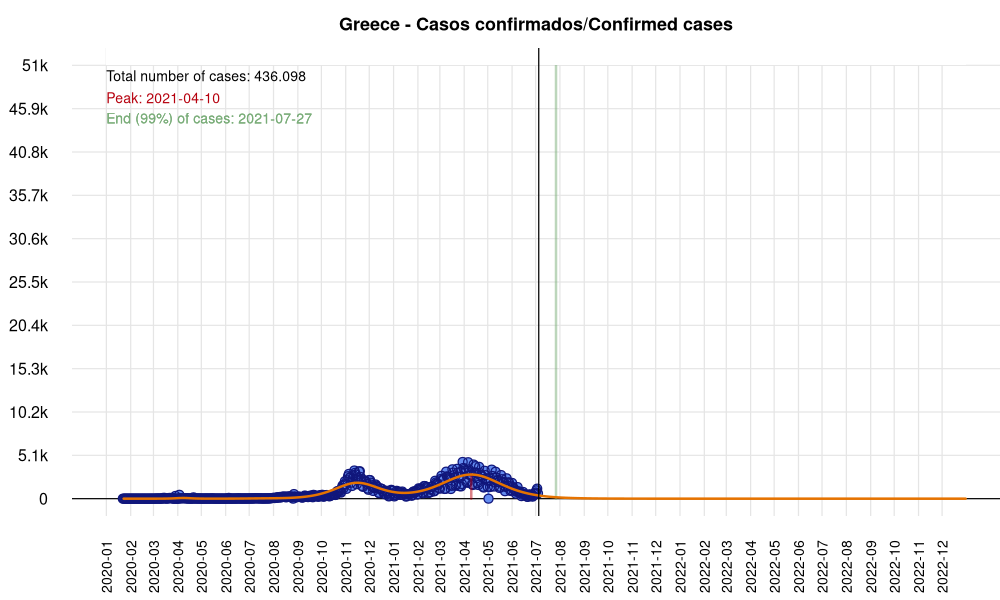 Greece - Casos confirmados/Confirmed cases
51k
Total number of cases: 436.098
Peak: 2021-04-10
45.9k
End (99%) of cases: 2021-07-27
40.8k
35.7k
30.6k
25.5k
20.4k
15.3k
10.2k
5.1k
0
2020-01
2020-02
2020-03
2020-04
2020-05
2020-06
2020-07
2020-08
2020-09
2020-10
2020-11
2020-12
2021-01
2021-02
2021-03
2021-04
2021-05
2021-06
2021-07
2021-08
2021-09
2021-10
2021-11
2021-12
2022-01
2022-02
2022-03
2022-04
2022-05
2022-06
2022-07
2022-08
2022-09
2022-10
2022-11
2022-12